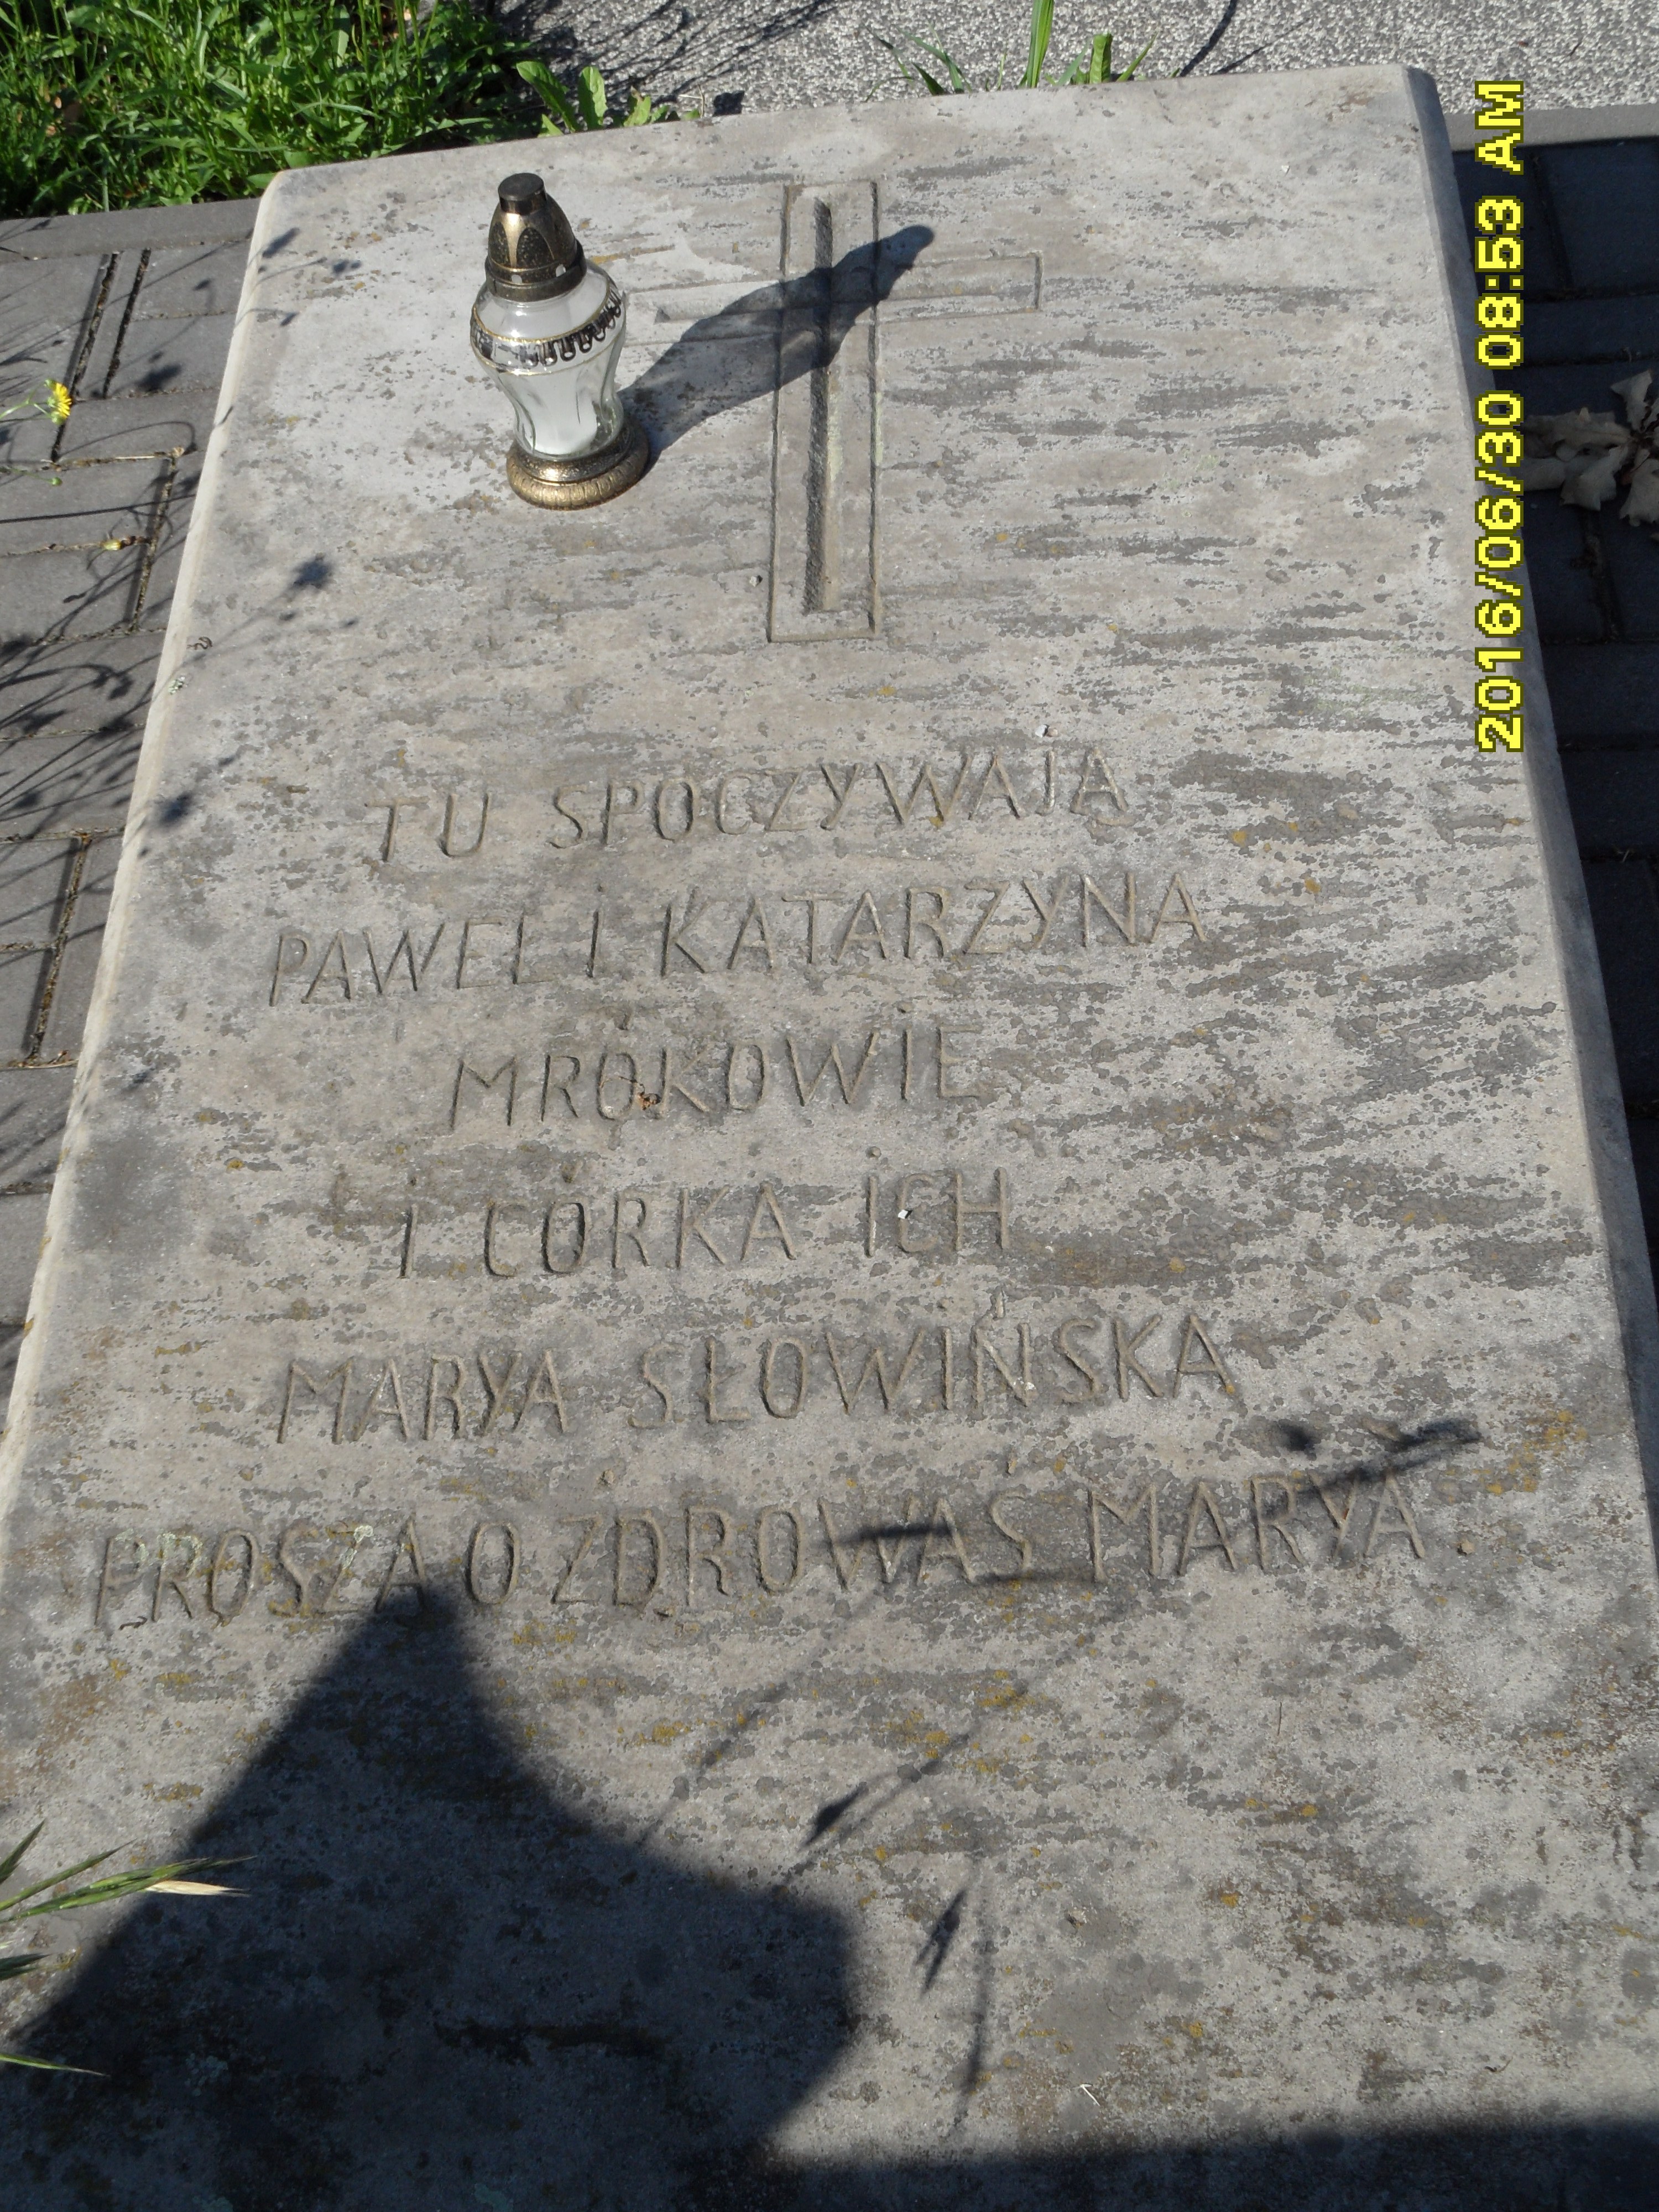 TU SPOCZYWAJĄ
PAWEŁ I KATARZYNA
MRÓKOWIE
I CÓRKA ICH
MARYA SŁOWIŃSKA
PROSZĄ O ZDROWAŚ MARYA
2016/06/30 08:53 AM